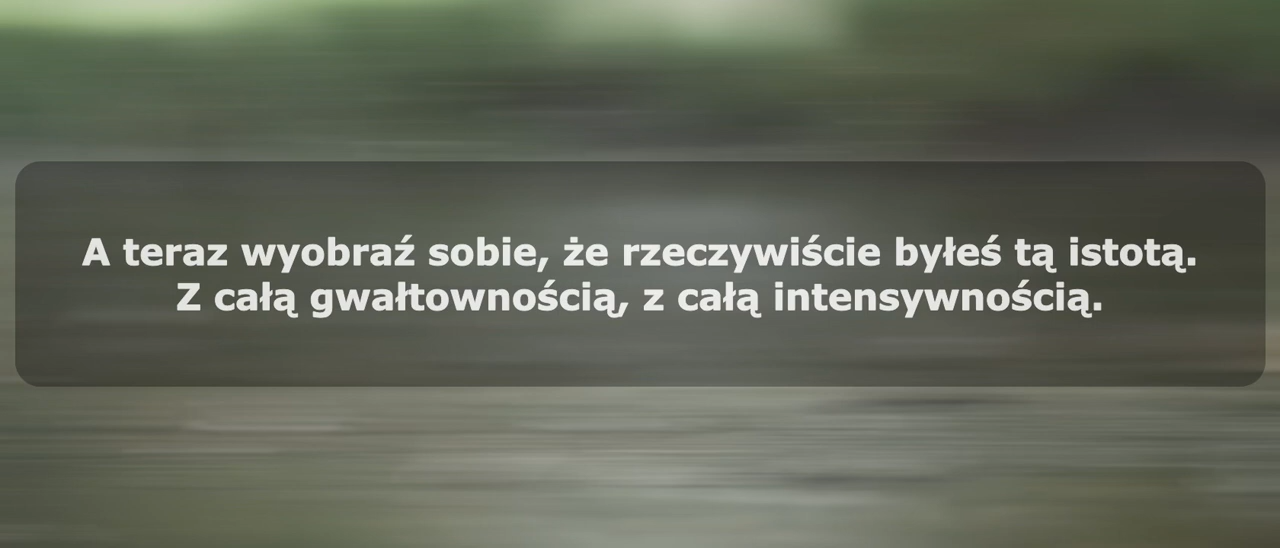 A teraz wyobraź sobie, że rzeczywiście byłeś tą istotą.
Z całą gwałtownością, z całą intensywnością.